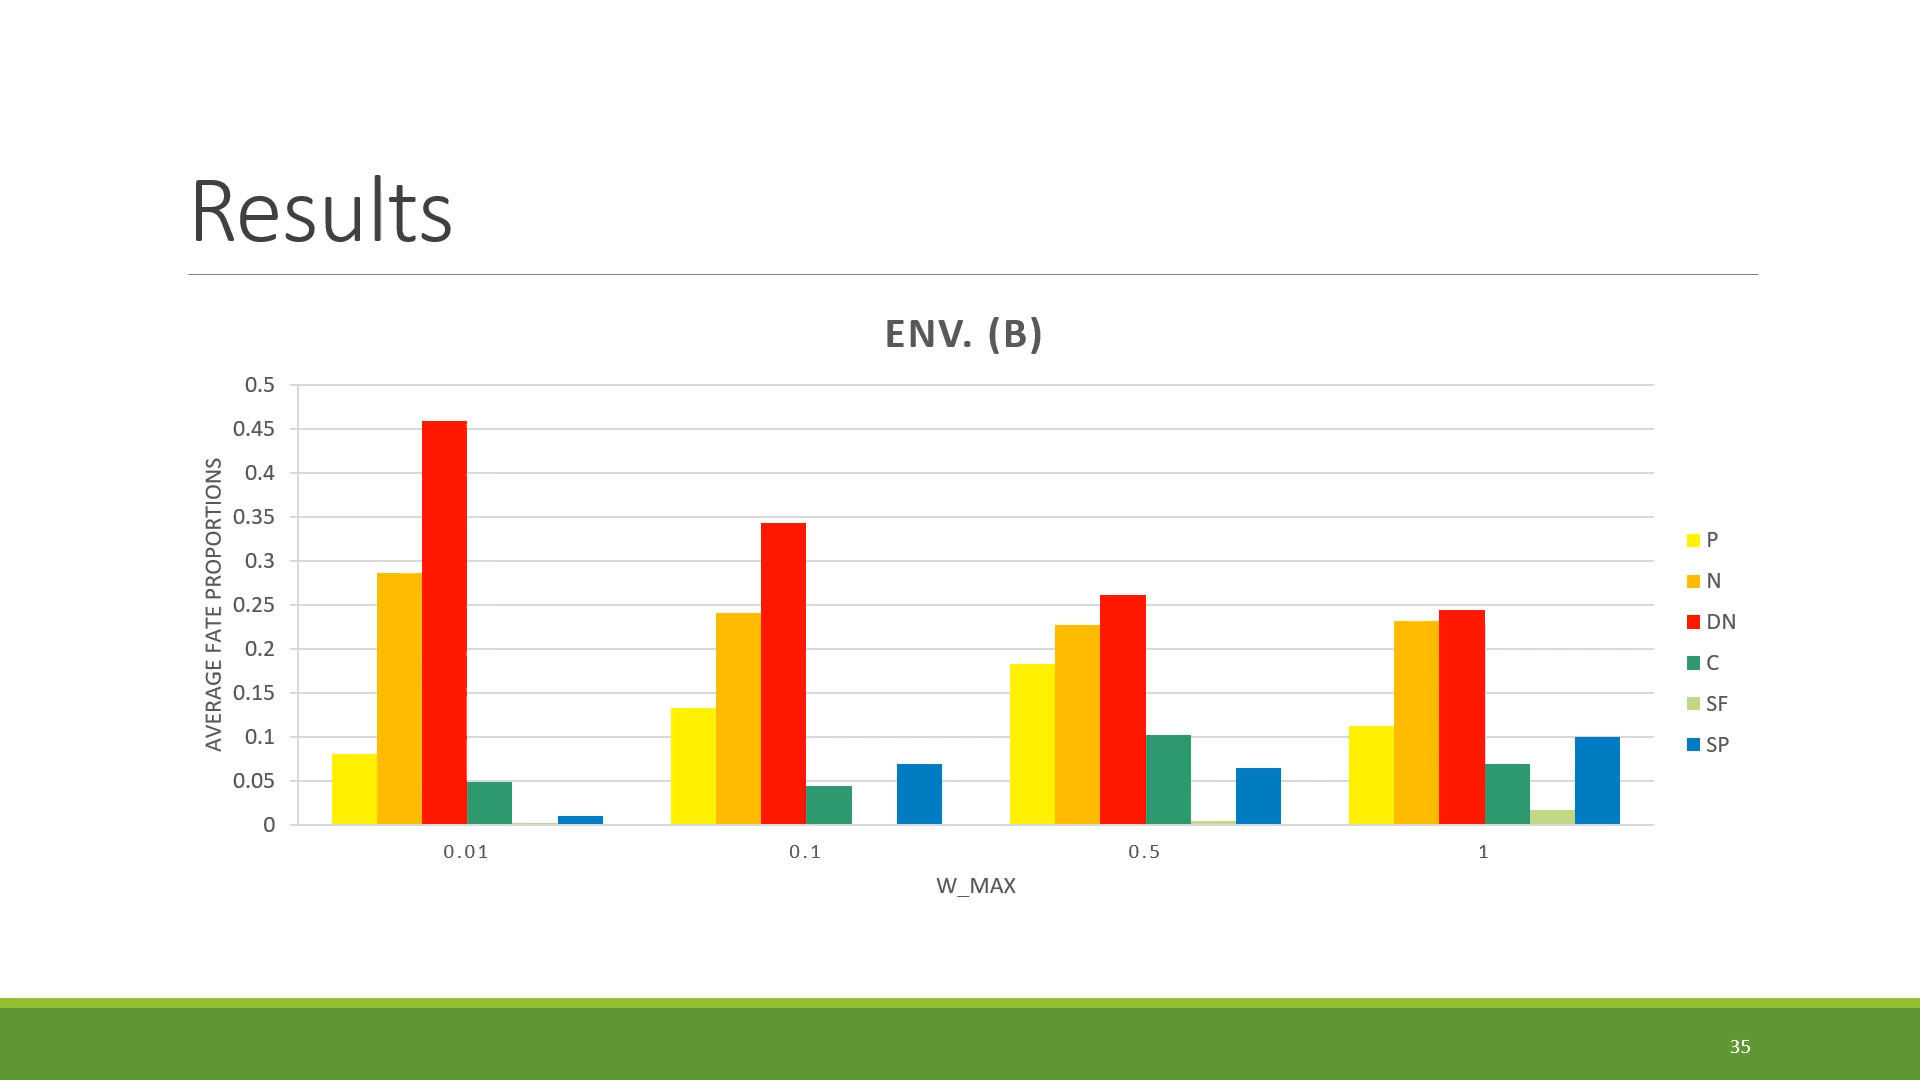 Results
ENV. (B)
AVERAGE FATE PROPORTIONS
0.5
0.45
0.4
0.35
0.3
0.25
0.2
0.15
0.1
0.05
0
0.01 0.1 0.5 1
W_MAX
P
N
DN
C
SF
SP
35